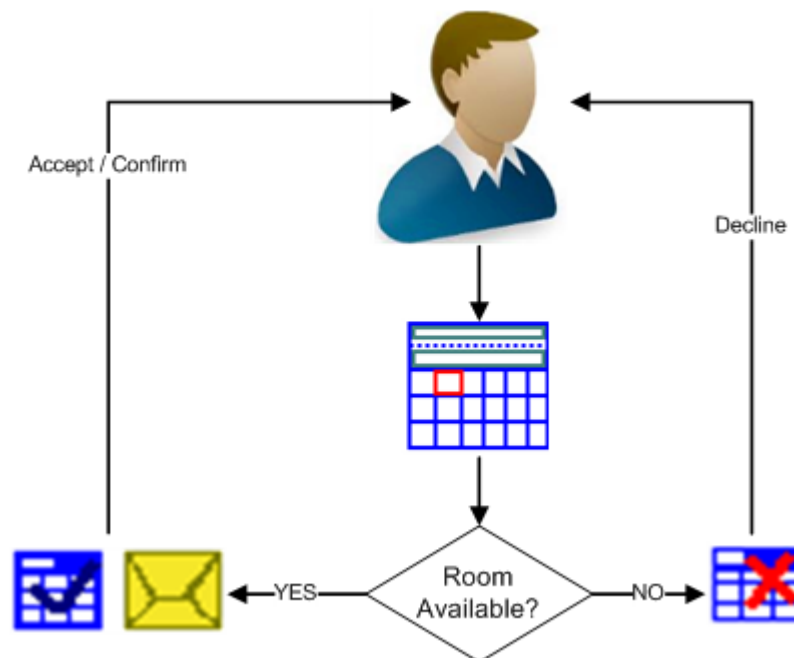 Accept / Confirm
Decline
Room
Available?
YES
NO